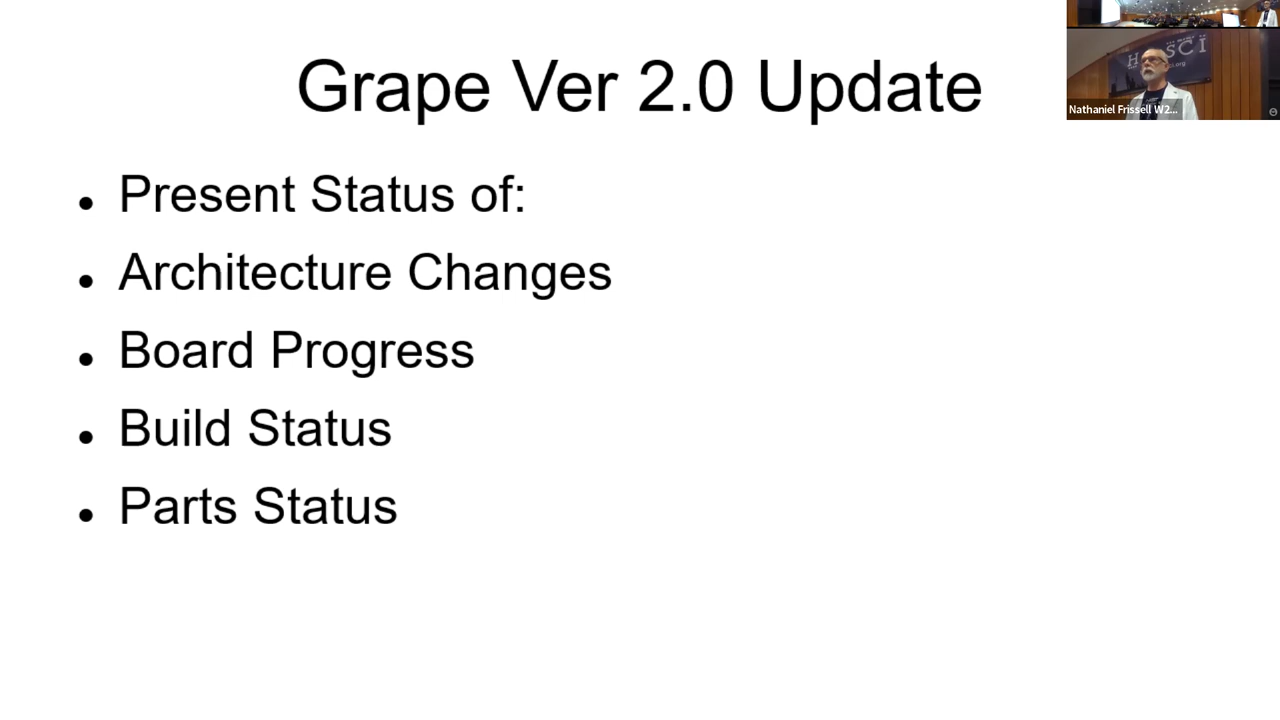 Grape Ver 2.0 Update
Present Status of:
Architecture Changes
Board Progress
Build Status
Parts Status
Nathaniel Frissell W2...